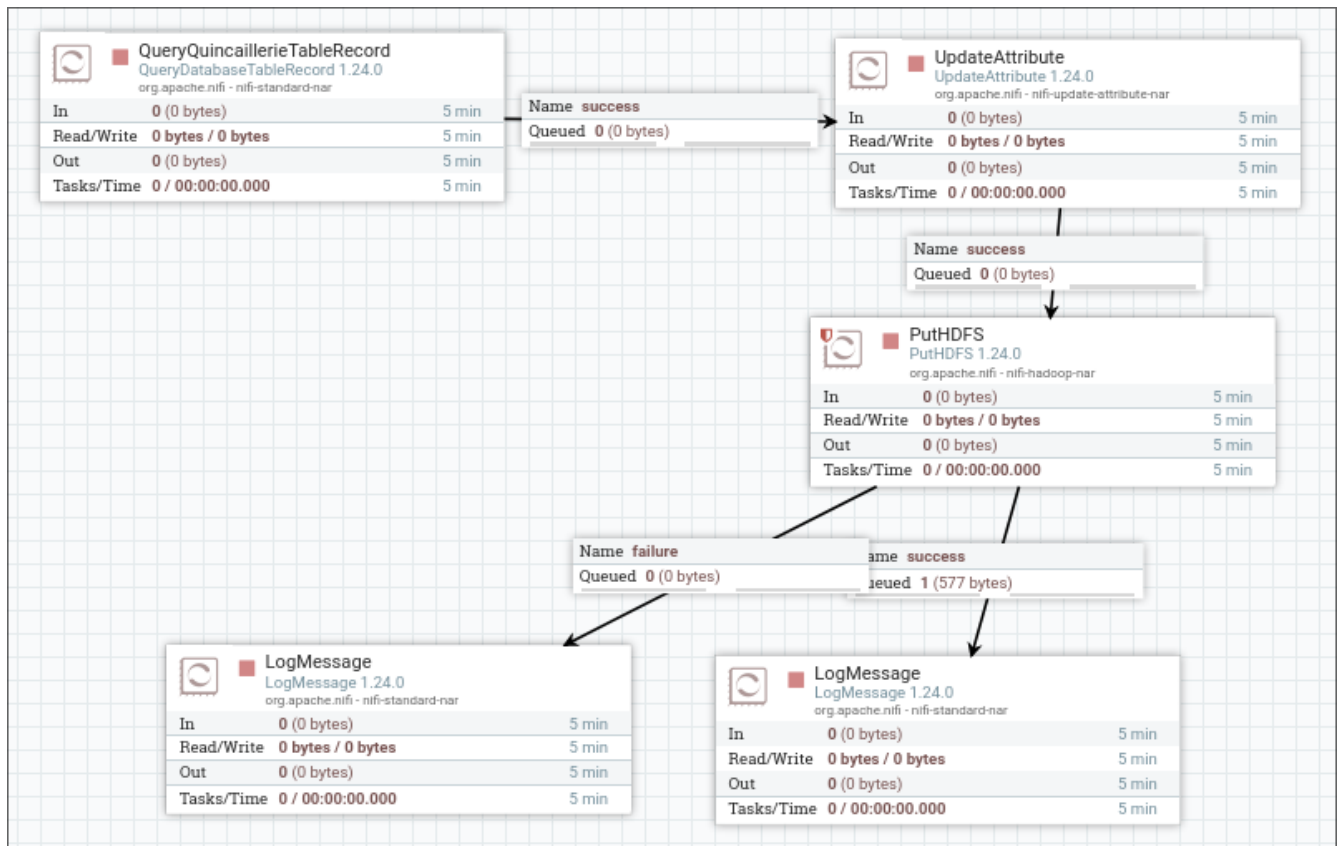 QueryQuincaillerieTableRecord
QueryDatabaseTableRecord 1.24.0
org.apache.nifi - nifi-standard-nar
In 0 (0 bytes) 5 min
Read/Write 0 bytes / 0 bytes 5 min
Out 0 (0 bytes) 5 min
Tasks/Time 0 / 00:00:00.000 5 min
Name success
Queued 0 (0 bytes)
UpdateAttribute
UpdateAttribute 1.24.0
org.apache.nifi - nifi-update-attribute-nar
In 0 (0 bytes) 5 min
Read/Write 0 bytes / 0 bytes 5 min
Out 0 (0 bytes) 5 min
Tasks/Time 0 / 00:00:00.000 5 min
Name success
Queued 0 (0 bytes)
PutHDFS
PutHDFS 1.24.0
org.apache.nifi - nifi-hadoop-nar
In 0 (0 bytes) 5 min
Read/Write 0 bytes / 0 bytes 5 min
Out 0 (0 bytes) 5 min
Tasks/Time 0 / 00:00:00.000 5 min
Name failure
Queued 0 (0 bytes)
ame success
ueued 1 (577 bytes)
LogMessage
LogMessage 1.24.0
org.apache.nifi - nifi-standard-nar
In 0 (0 bytes) 5 min
Read/Write 0 bytes / 0 bytes 5 min
Out 0 (0 bytes) 5 min
Tasks/Time 0 / 00:00:00.000 5 min
LogMessage
LogMessage 1.24.0
org.apache.nifi - nifi-standard-nar
In 0 (0 bytes) 5 min
Read/Write 0 bytes / 0 bytes 5 min
Out 0 (0 bytes) 5 min
Tasks/Time 0 / 00:00:00.000 5 min